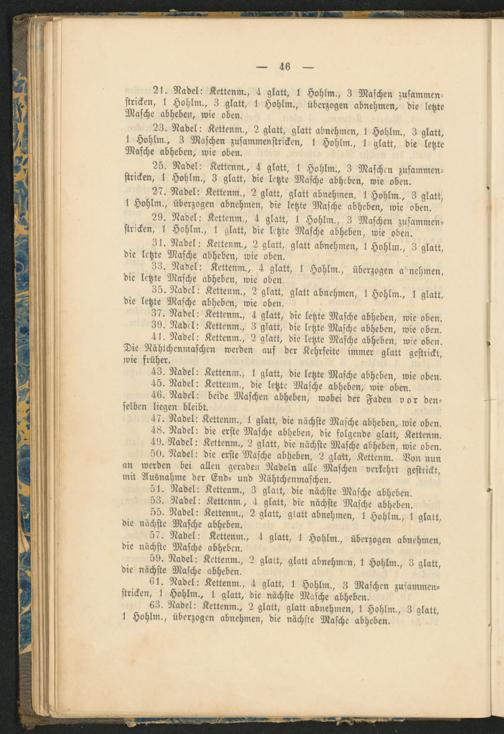 — 46 —
21. Nadel: Kettenm., 4 glatt, 1 Hohlm., 3 Maschen zusammen-
stricken, 1 Hohlm., 3 glatt, 1 Hohlm., überzogen abnehmen, die letzte
Masche abheben, wie oben.
23. Nadel: Kettenm., 2 glatt, glatt abnehmen, 1 Hohlm., 3 glatt,
1 Hohlm., 3 Maschen zusammenstricken, 1 Hohlm., 1 glatt, die letzte
Masche abheben, wie oben.
25. Nadel: Kettenm., 4 glatt, 1 Hohlm., 3 Maschen zusammen-
stricken, 1 Hohlm., 3 glatt, die letzte Masche abheben, wie oben.
27. Nadel: Kettenm., 2 glatt, glatt abnehmen, 1 Hohlm., 3 glatt,
1 Hohlm., überzogen abnehmen, die letzte Masche abheben, wie oben.
29. Nadel: Kettenm., 4 glatt, 1 Hohlm., 3 Maschen zusammen-
stricken, 1 Hohlm., 1 glatt, die letzte Masche abheben, wie oben.
31. Nadel: Kettenm., 2 glatt, glatt abnehmen, 1 Hohlm., 3 glatt,
die letzte Masche abheben, wie oben.
33. Nadel: Kettenm., 4 glatt, 1 Hohlm., überzogen abnehmen,
die letzte Masche abheben, wie oben
35. Nadel: Kettenm., 2 glatt, glatt abnehmen, 1 Hohlm., 1 glatt,
die letzte Masche abheben, wie oben.
37. Nadel: Kettenm., 4 glatt, die letzte Masche abheben, wie oben.
39. Nadel: Kettenm., 3 glatt, die letzte Masche abheben, wie oben.
41. Nadel: Kettenm., 2 glatt, die letzte Masche abheben, wie oben.
Die Nähtchenmaschen werden auf der Kehrseite immer glatt gestrickt,
wie früher.
43. Nadel: Kettenm., 1 glatt, die letzte Masche abheben, wie oben.
45. Nadel: Kettenm., die letzte Masche abheben, wie oben.
46. Nadel: beide Maschen abheben, wobei der Faden vor den-
selben liegen bleibt.
47. Nadel: Kettenm., 1 glatt, die nächste Masche abheben, wie oben.
48. Nadel: die erste Masche abheben, die folgende glatt, Kettenm.
49. Nadel: Kettenm., 2 glatt, die nächste Masche abheben, wie oben.
50. Nadel: die erste Masche abheben, 2 glatt, Kettenm. Von nun
an werden bei allen geraden Nadeln alle Maschen verkehrt gestrickt,
mit Ausnahme der End- und Nähtchenmaschen.
51. Nadel: Kettenm., 3 glatt, die nächste Masche abheben.
53. Nadel: Kettenm., 4 glatt, die nächste Masche abheben.
55. Nadel: Kettenm., 2 glatt, glatt abnehmen, 1 Hohlm., 1 glatt,
die nächste Masche abheben.
57. Nadel: Kettenm., 4 glatt, 1 Hohlm., überzogen abnehmen,
die nächste Masche abheben.
59. Nadel: Kettenm., 2 glatt, glatt abnehmen, 1 Hohlm., 3 glatt,
die nächste Masche abheben.
61. Nadel: Kettenm., 4 glatt, 1 Hohlm., 3 Maschen zusammen-
stricken, 1 Hohlm., 1 glatt, die nächste Masche abheben.
63. Nadel: Kettenm., 2 glatt, glatt abnehmen, 1 Hohlm., 3 glatt,
1 Hohlm., überzogen abnehmen, die nächste Masche abheben.